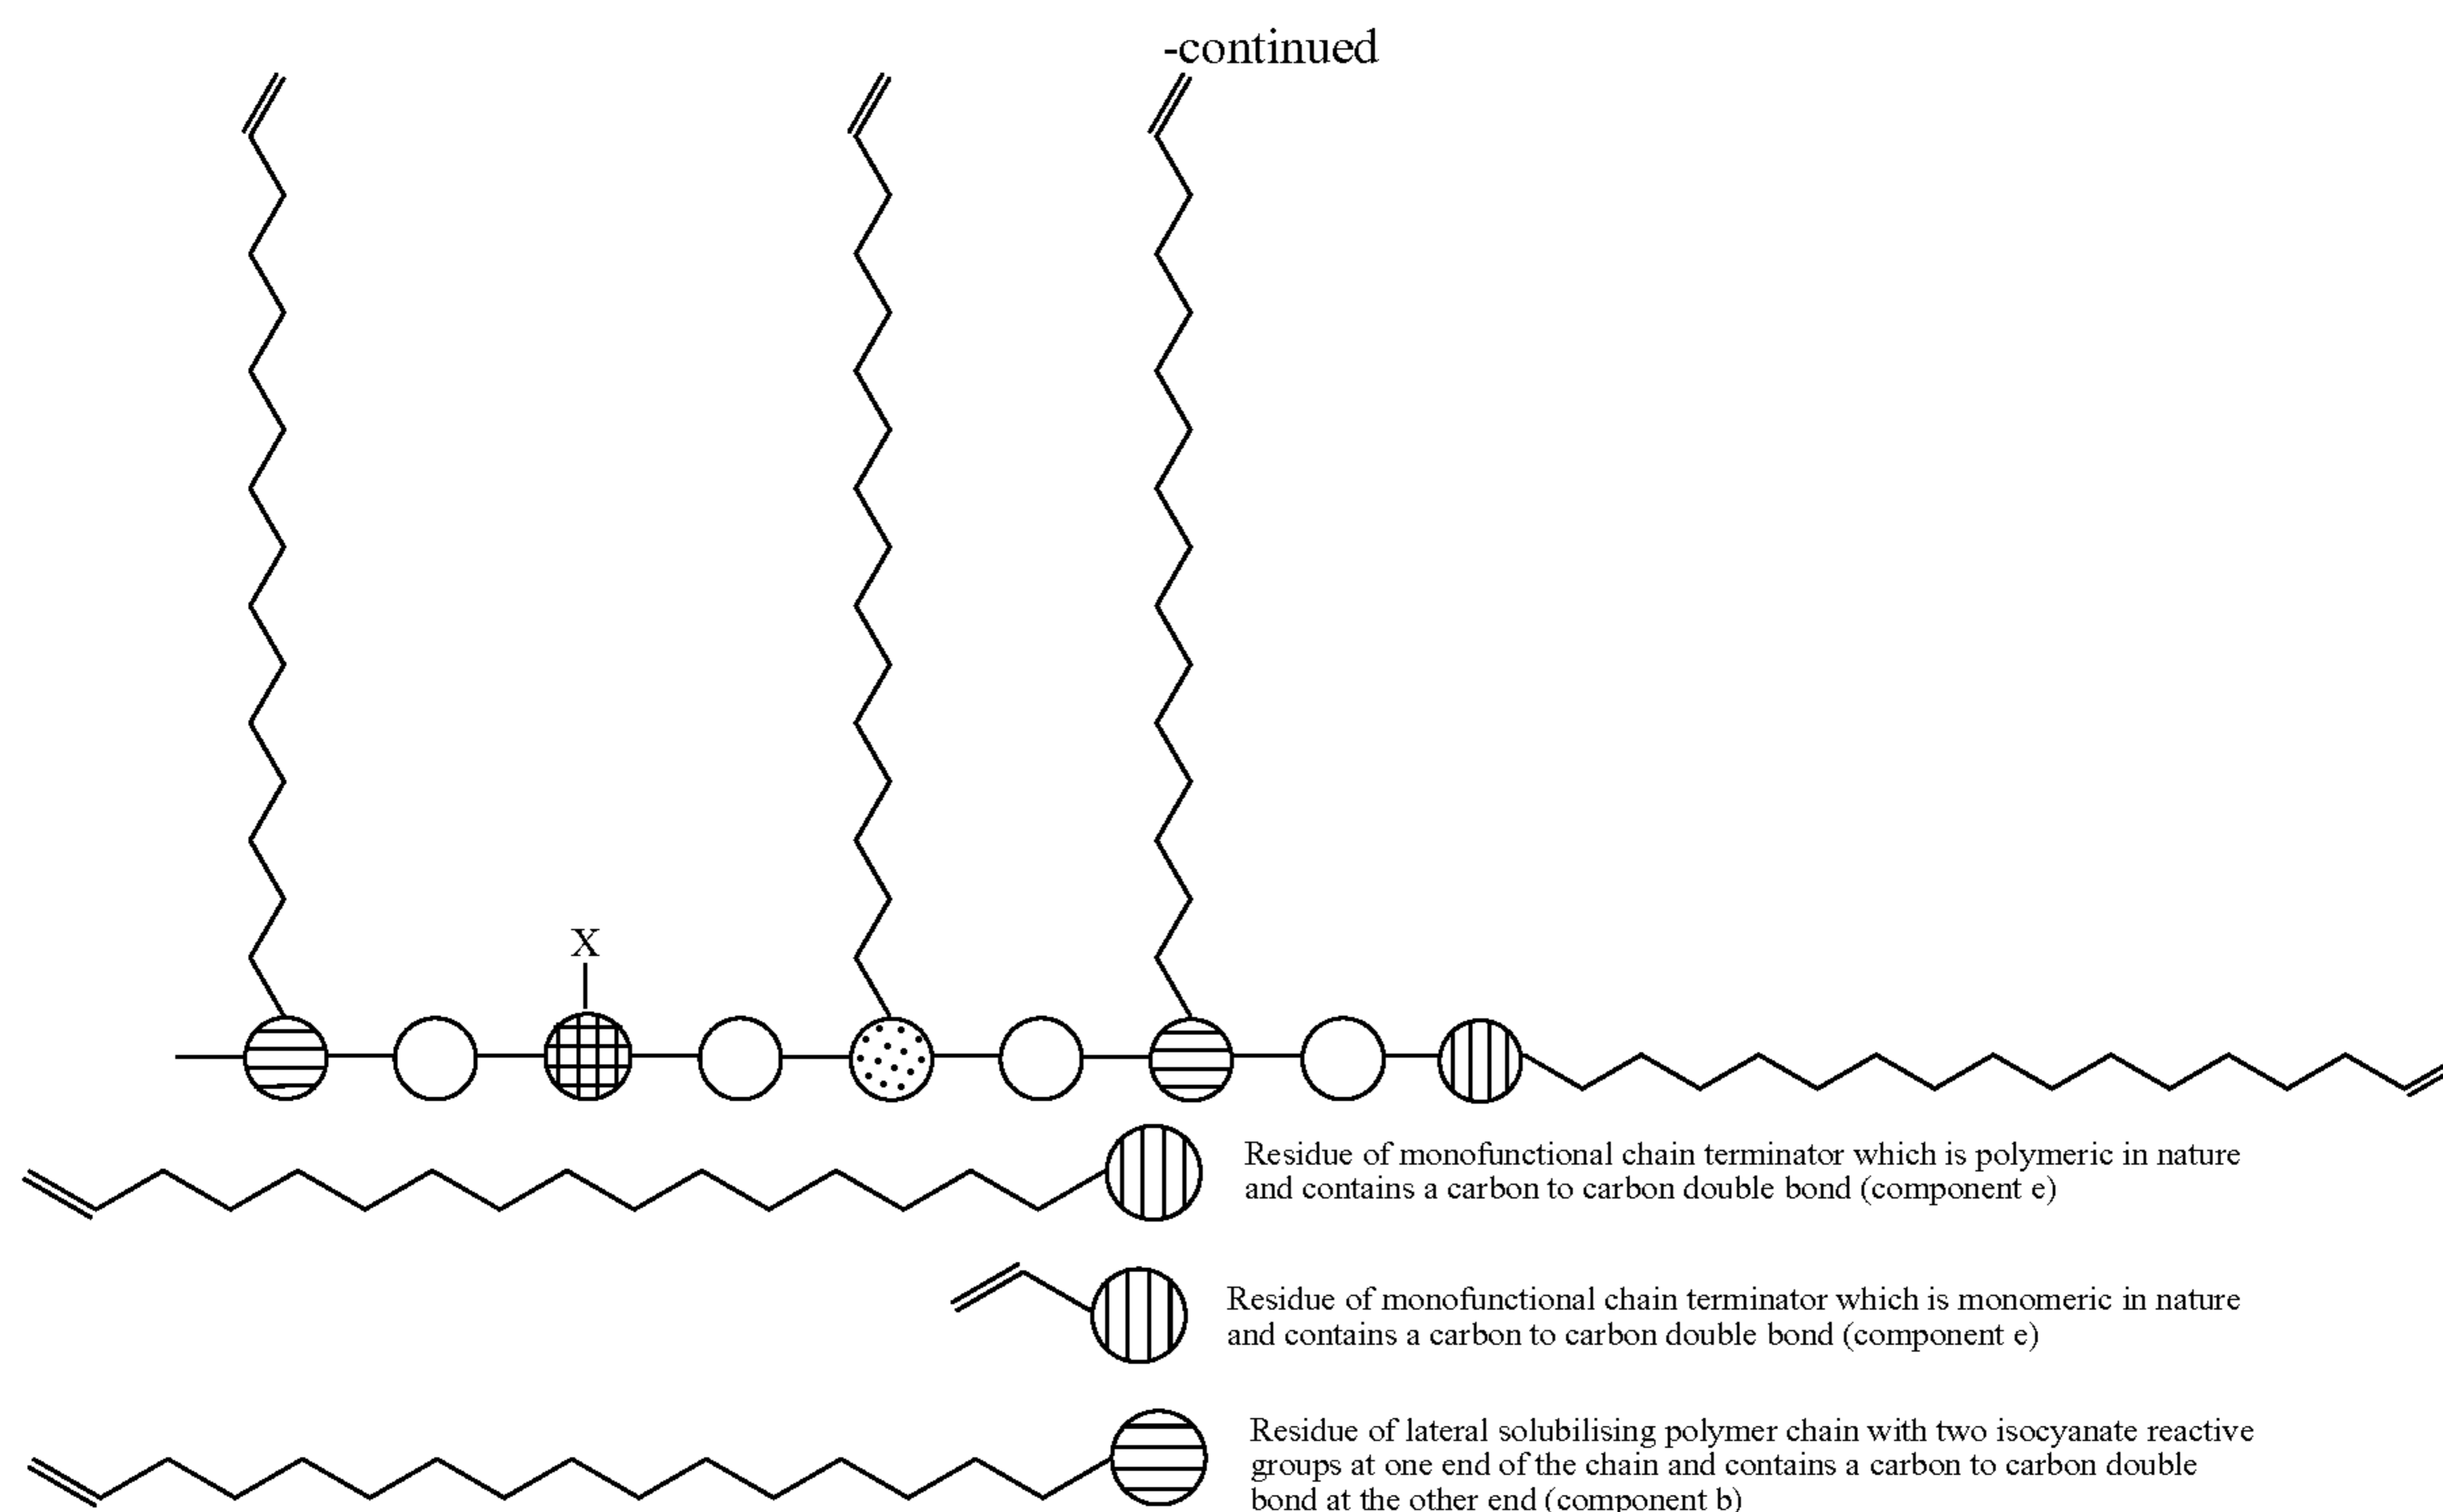 -continued
X
Residue of monofunctional chain terminator which is polymeric in nature
and contains a carbon to carbon double bond (component e)
Residue of monofunctional chain terminator which is monomeric in nature
and contains a carbon to carbon double bond (component e)
Residue of lateral solubilising polymer chain with two isocyanate reactive
groups at one end of the chain and contains a carbon to carbon double
bond at the other end (component b)